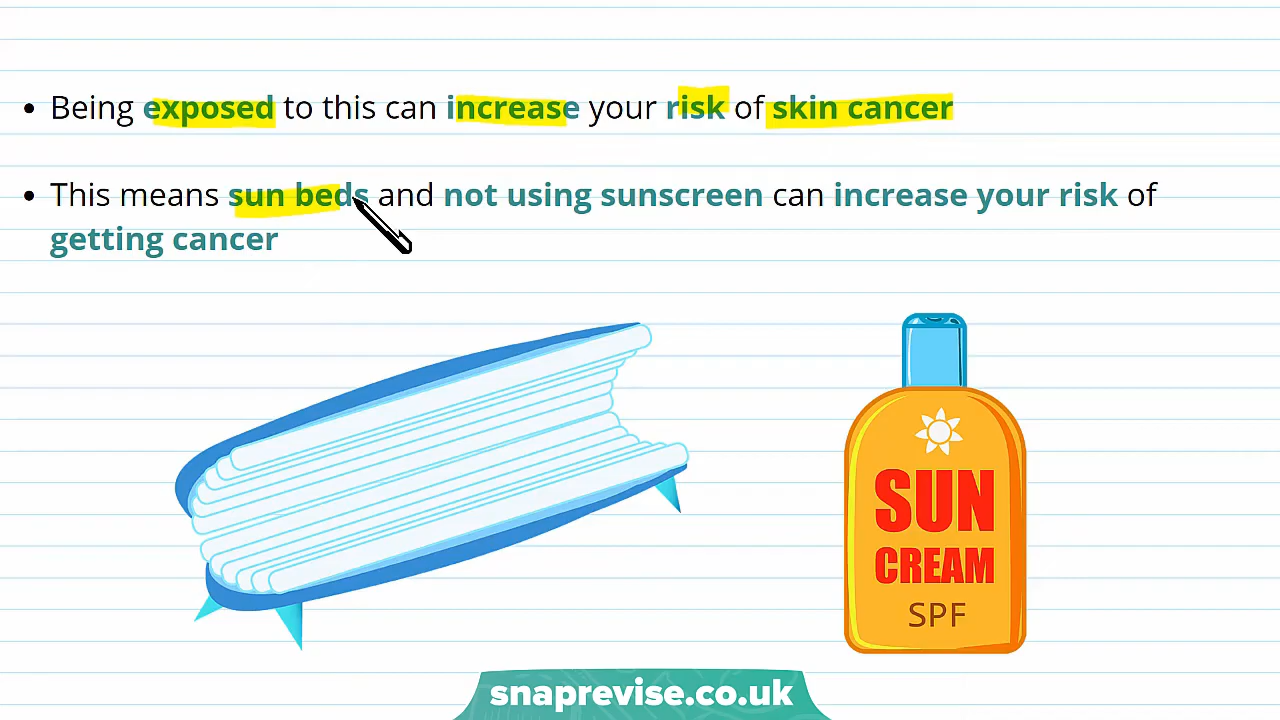 Being exposed to this can increase your risk of skin cancer
This means sun beds and not using sunscreen can increase your risk of
getting cancer
SUN
CREAM
SPF
snaprevise.co.uk